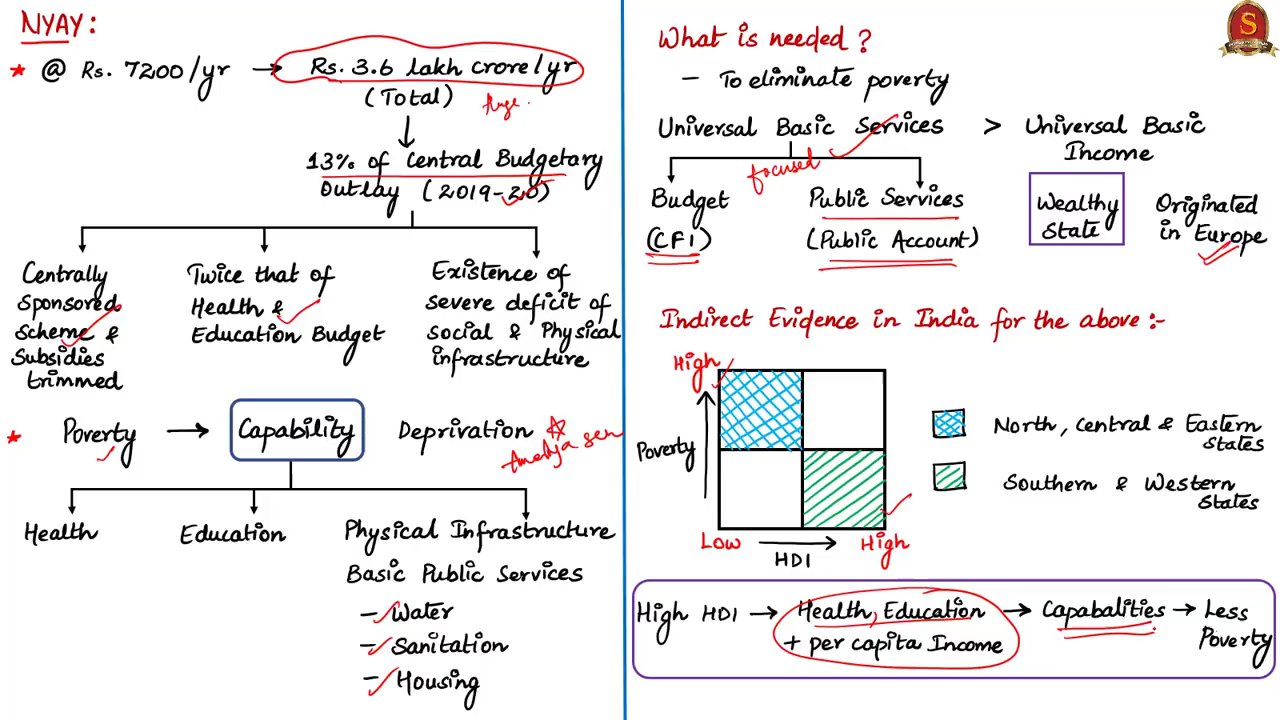 NYAY:
* @ Rs. 7200/yr → Rs. 3.6 lakh crore/yr
(Total)
huge.
13% of Central Budgetary
Outlay (2019-20)
Centrally
Sponsored
Scheme &
Subsidies
trimmed
Twice that of
Health &
Education Budget
Existence of
severe deficit of
social & Physical
infrastructure
* Poverty → Capability Deprivation
Amartya Sen
Health
Education
Physical Infrastructure
Basic Public Services
- Water
- Sanitation
- Housing
What is needed?
- To eliminate poverty
Universal Basic Services > Universal Basic
Income
focused
Budget
(CFI)
Public Services
(Public Account)
Wealthy
State
Originated
in Europe
Indirect Evidence in India for the above:-
High
Poverty
Low → High
HDI
North, Central & Eastern
States
Southern & Western
States
High HDI → Health, Education
+ per capita Income
→ Capabalities → Less
Poverty
S